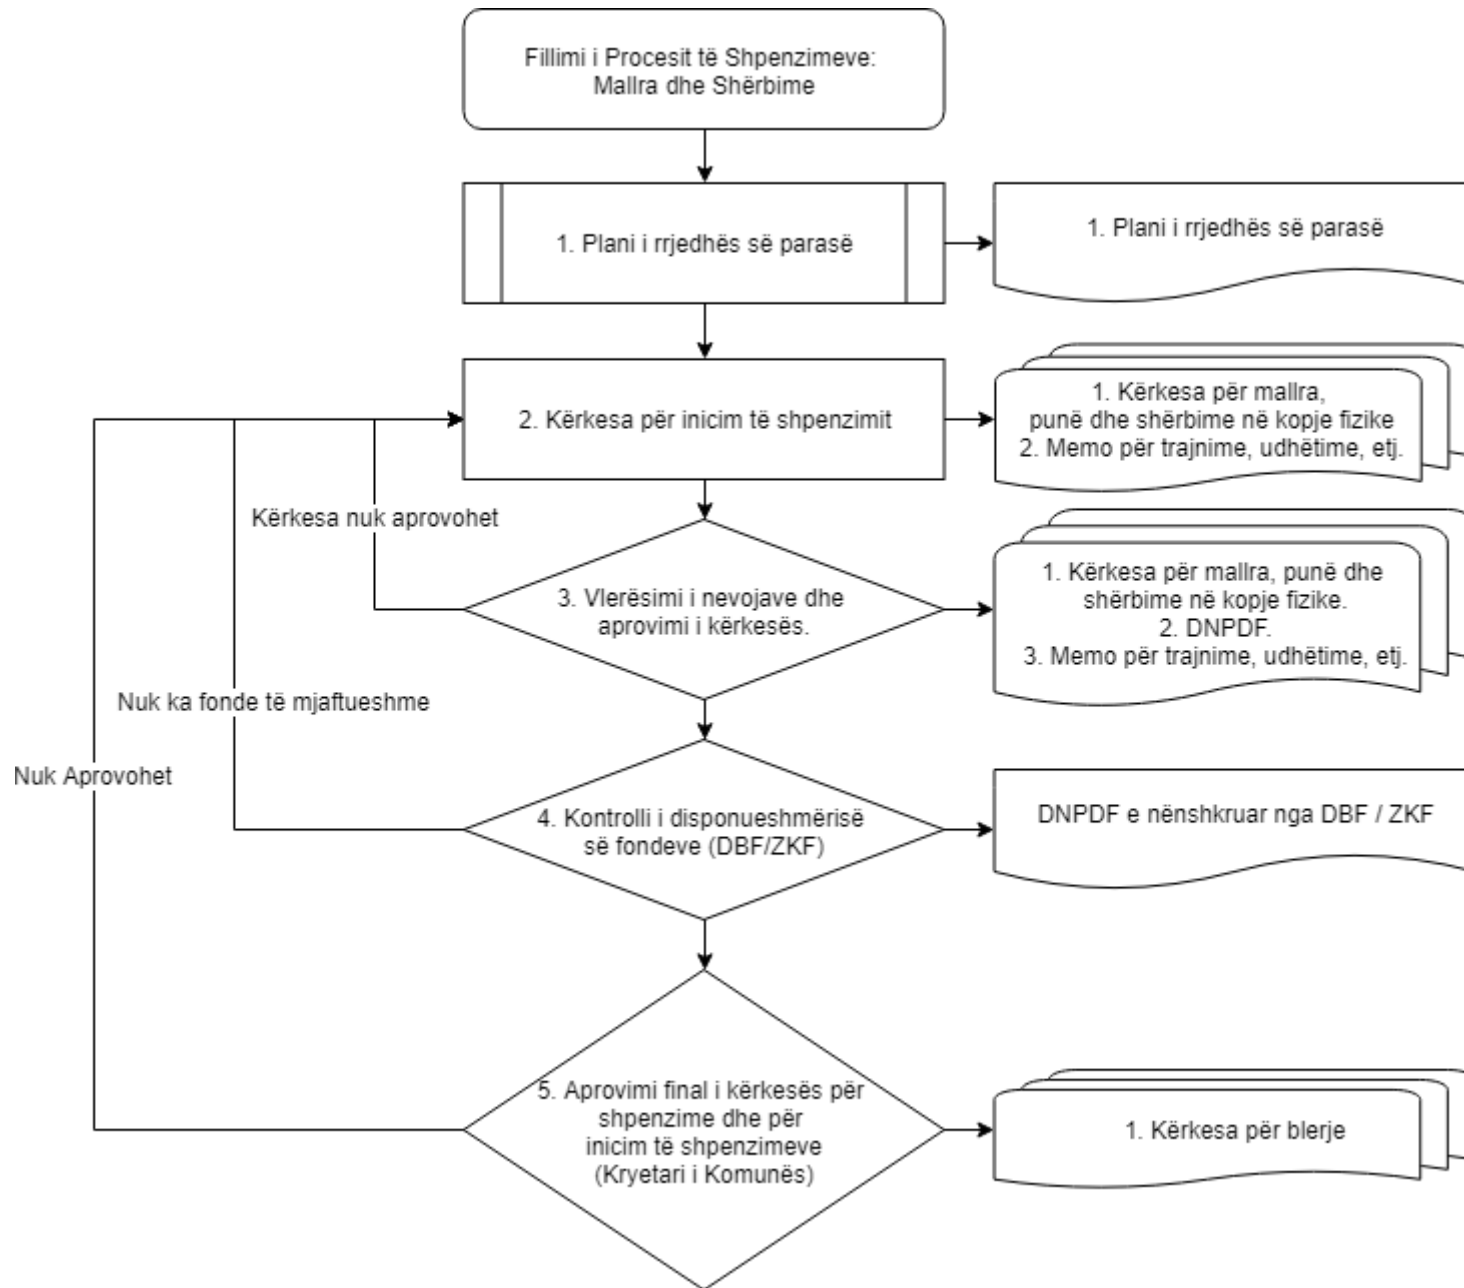 Fillimi i Procesit të Shpenzimeve:
Mallra dhe Shërbime
1. Plani i rrjedhës së parasë
1. Plani i rrjedhës së parasë
2. Kërkesa për inicim të shpenzimit
1. Kërkesa për mallra,
punë dhe shërbime në kopje fizike
2. Memo për trajnime, udhëtime, etj.
Kërkesa nuk aprovohet
3. Vlerësimi i nevojave dhe
aprovimi i kërkesës.
1. Kërkesa për mallra, punë dhe
shërbime në kopje fizike.
2. DNPDF.
3. Memo për trajnime, udhëtime, etj.
Nuk ka fonde të mjaftueshme
Nuk Aprovohet
4. Kontrolli i disponueshmërisë
së fondeve (DBF/ZKF)
DNPDF e nënshkruar nga DBF / ZKF
5. Aprovimi final i kërkesës për
shpenzime dhe për
inicim të shpenzimeve
(Kryetari i Komunës)
1. Kërkesa për blerje